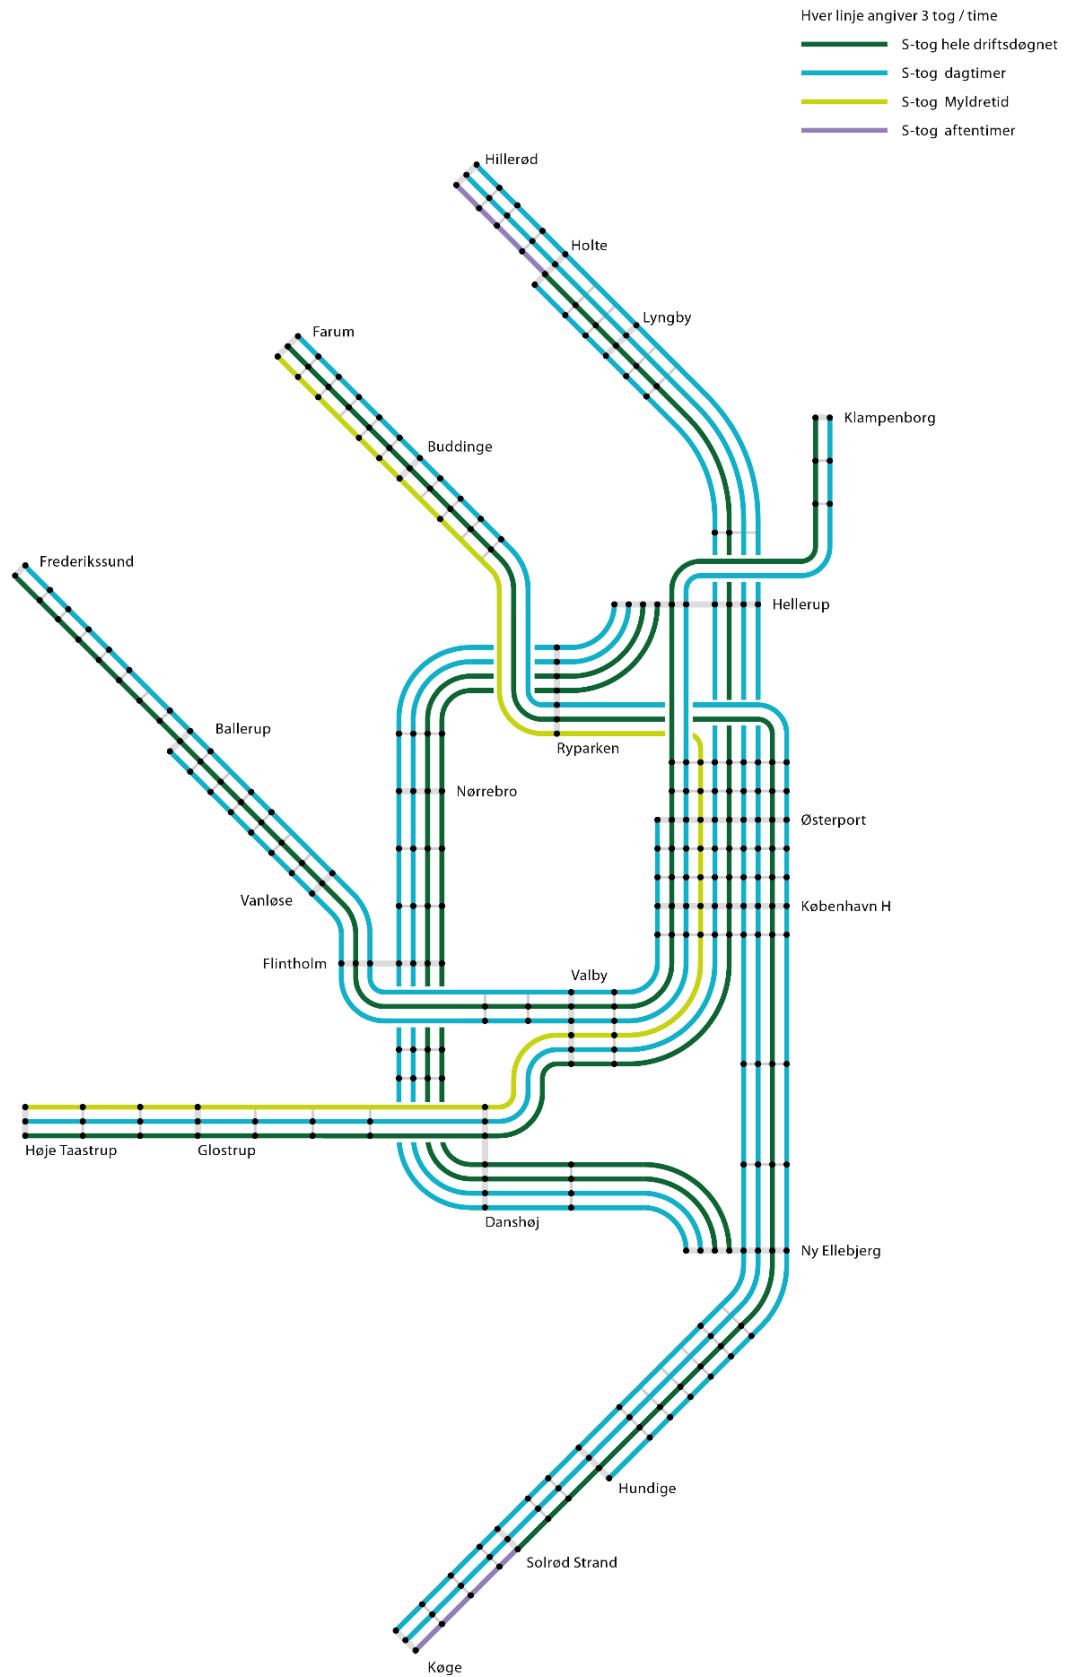 Hver linje angiver 3 tog / time
S-tog hele driftsdøgnet
S-tog dagtimer
S-tog Myldretid
S-tog aftentimer
Hillerød
Holte
Lyngby
Farum
Klampenborg
Buddinge
Frederikssund
Hellerup
Ballerup
Ryparken
Nørrebro
Østerport
Vanløse
København H
Flintholm
Valby
Høje Taastrup
Glostrup
Danshøj
Ny Ellebjerg
Hundige
Solrød Strand
Køge